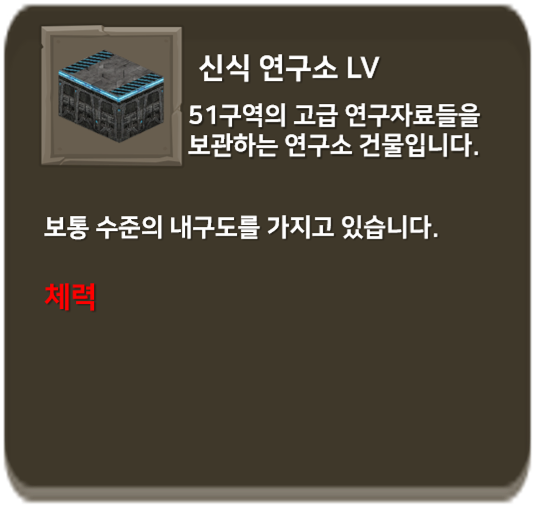 신식 연구소 LV
51구역의 고급 연구자료들을
보관하는 연구소 건물입니다.
보통 수준의 내구도를 가지고 있습니다.
체력